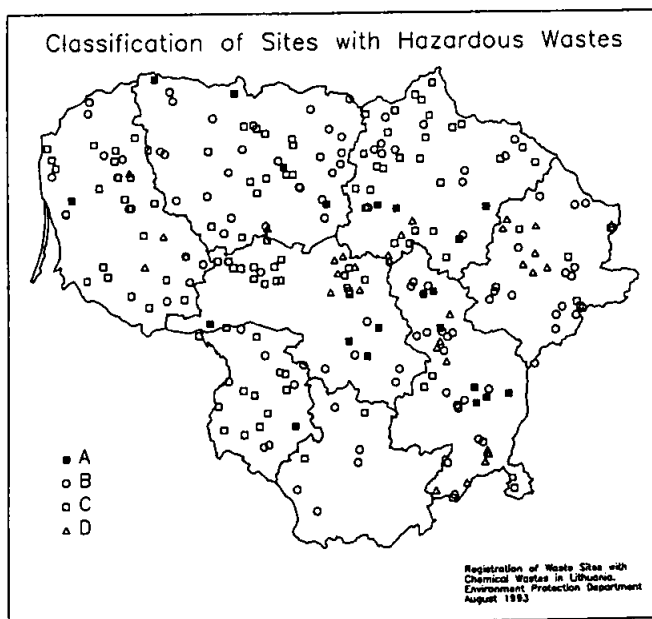 Classification of Sites with Hazardous Wastes
A
B
C
D
Registration of Waste Sites with
Chemical Wastes in Lithuania.
Environment Protection Department
August 1993